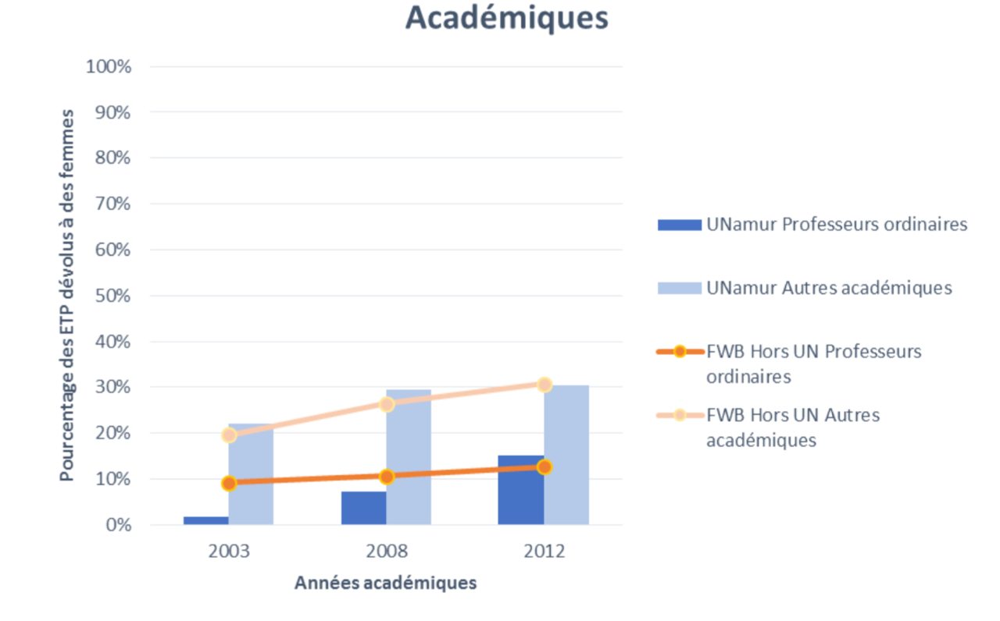 Académiques
100%
90%
80%
70%
60%
50%
40%
30%
20%
10%
0%
Pourcentage des ETP dévolus à des femmes
2003
2008
2012
Années académiques
UNamur Professeurs ordinaires
UNamur Autres académiques
FWB Hors UN Professeurs
ordinaires
FWB Hors UN Autres
académiques